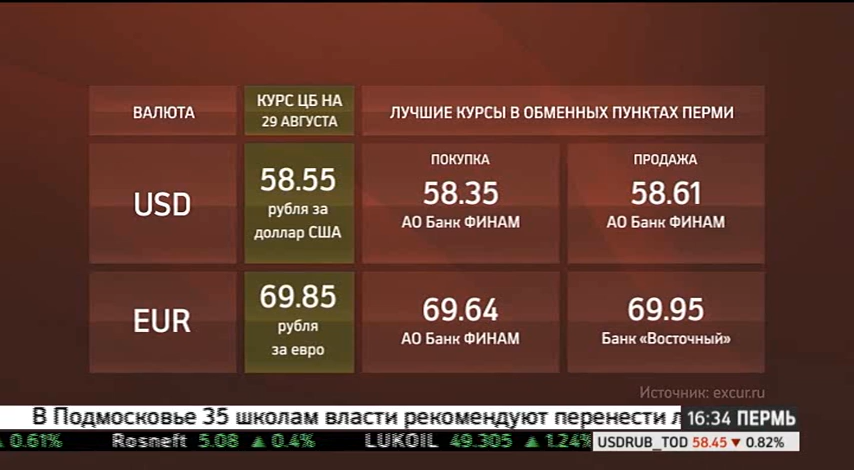 ВАЛЮТА
КУРС ЦБ НА
29 АВГУСТА
ЛУЧШИЕ КУРСЫ В ОБМЕННЫХ ПУНКТАХ ПЕРМИ
USD
58.55
рубля за
доллар США
ПОКУПКА
58.35
АО Банк ФИНАМ
ПРОДАЖА
58.61
АО Банк ФИНАМ
EUR
69.85
рубля
за евро
69.64
АО Банк ФИНАМ
69.95
Банк «Восточный»
Источник: excur.ru
В Подмосковье 35 школам власти рекомендуют перенести
16:34 ПЕРМЬ
▲ 0.61% Rosneft 5.08 ▲ 0.4% LUKOIL 49.305 ▲ 1.24%
USDRUB_TOD 58.45 ▼ 0.82%